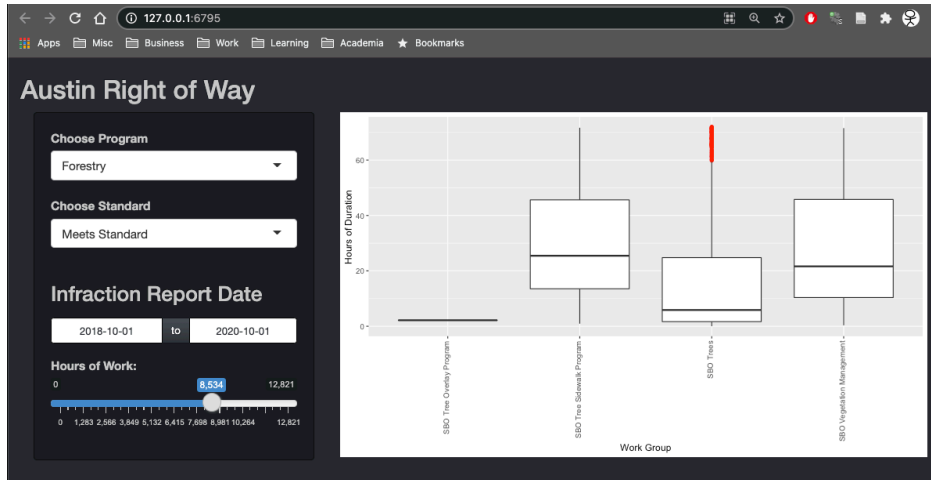 127.0.0.1:6795
Apps Misc Business Work Learning Academia Bookmarks
Austin Right of Way
Choose Program
Forestry
Choose Standard
Meets Standard
Infraction Report Date
2018-10-01 to 2020-10-01
Hours of Work:
0 8,534 12,821
0 1,283 2,566 3,849 5,132 6,415 7,698 8,981 10,264 12,821
Hours of Duration
60
40
20
0
SBO Tree Overlay Program
SBO Tree Sidewalk Program
SBO Trees
SBO Vegetation Management
Work Group